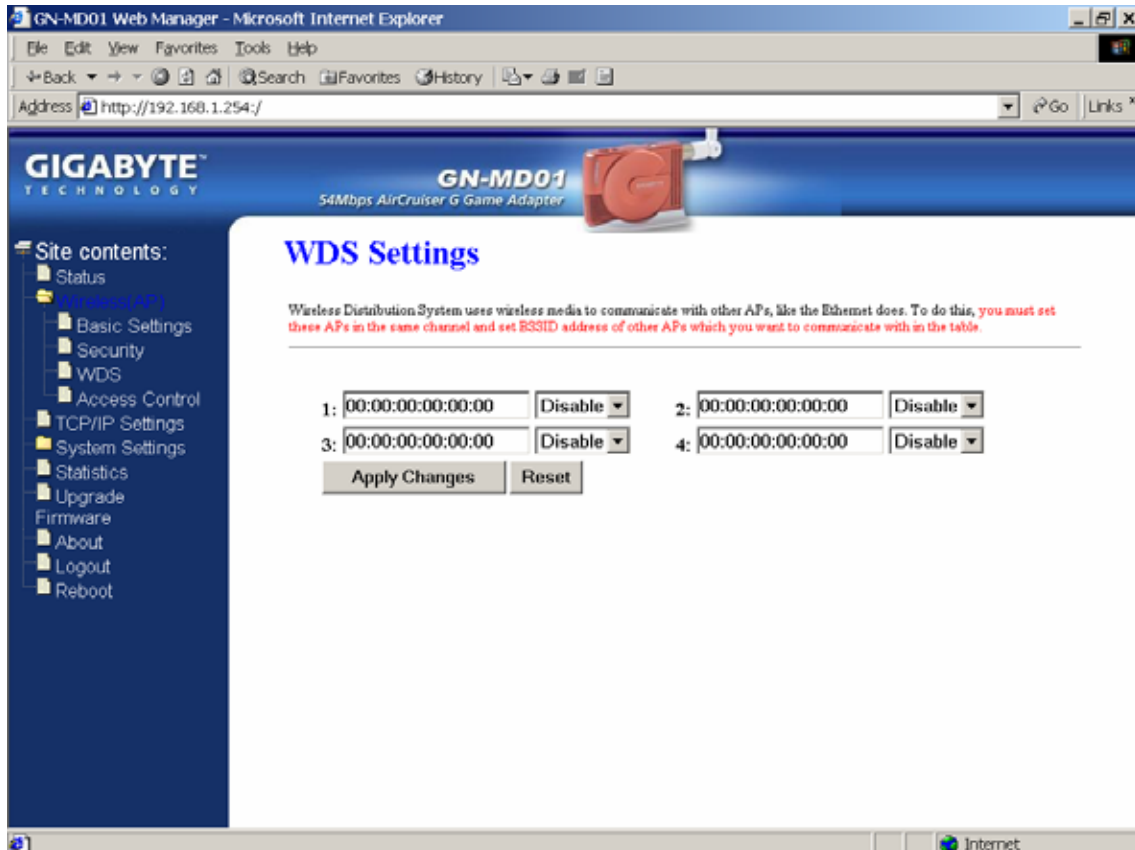 GN-MD01 Web Manager - Microsoft Internet Explorer
File Edit View Favorites Tools Help
Back Search Favorites History
Address http://192.168.1.254:/ Go Links
GIGABYTE™
TECHNOLOGY
GN-MD01
54Mbps AirCruiser G Game Adapter
Site contents:
Status
Wireless(AP)
Basic Settings
Security
WDS
Access Control
TCP/IP Settings
System Settings
Statistics
Upgrade
Firmware
About
Logout
Reboot
WDS Settings
Wireless Distribution System uses wireless media to communicate with other APs, like the Ethernet does. To do this, you must set
these APs in the same channel and set BSSID address of other APs which you want to communicate with in the table.
1: 00:00:00:00:00:00 Disable 2: 00:00:00:00:00:00 Disable
3: 00:00:00:00:00:00 Disable 4: 00:00:00:00:00:00 Disable
Apply Changes Reset
Internet